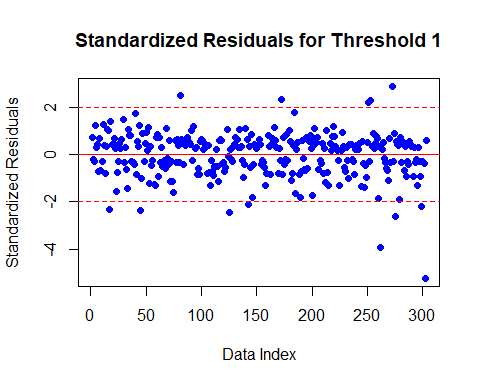 Standardized Residuals for Threshold 1
Standardized Residuals
2
0
-2
-4
0 50 100 150 200 250 300
Data Index